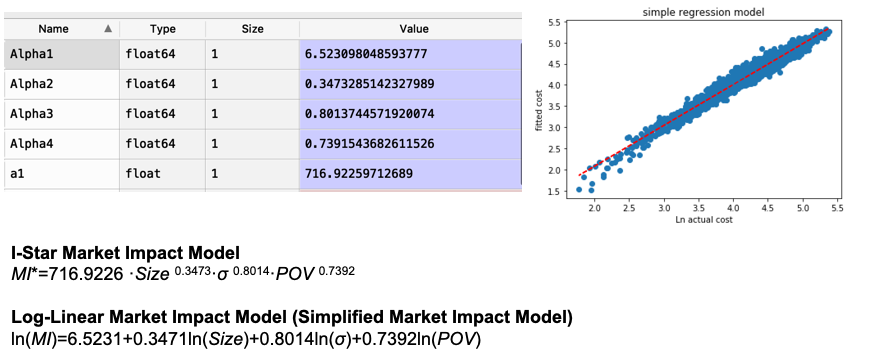 Name ▲ Type Size Value
Alpha1 float64 1 6.523098048593777
Alpha2 float64 1 0.3473285142327989
Alpha3 float64 1 0.8013744571920074
Alpha4 float64 1 0.7391543682611526
a1 float 1 716.92259712689
simple regression model
5.5
5.0
4.5
4.0
3.5
3.0
2.5
2.0
1.5
fitted cost
2.0 2.5 3.0 3.5 4.0 4.5 5.0 5.5
Ln actual cost
I-Star Market Impact Model
MI*=716.9226 ·Size 0.3473·σ 0.8014·POV 0.7392
Log-Linear Market Impact Model (Simplified Market Impact Model)
ln(MI)=6.5231+0.3471ln(Size)+0.8014ln(σ)+0.7392ln(POV)